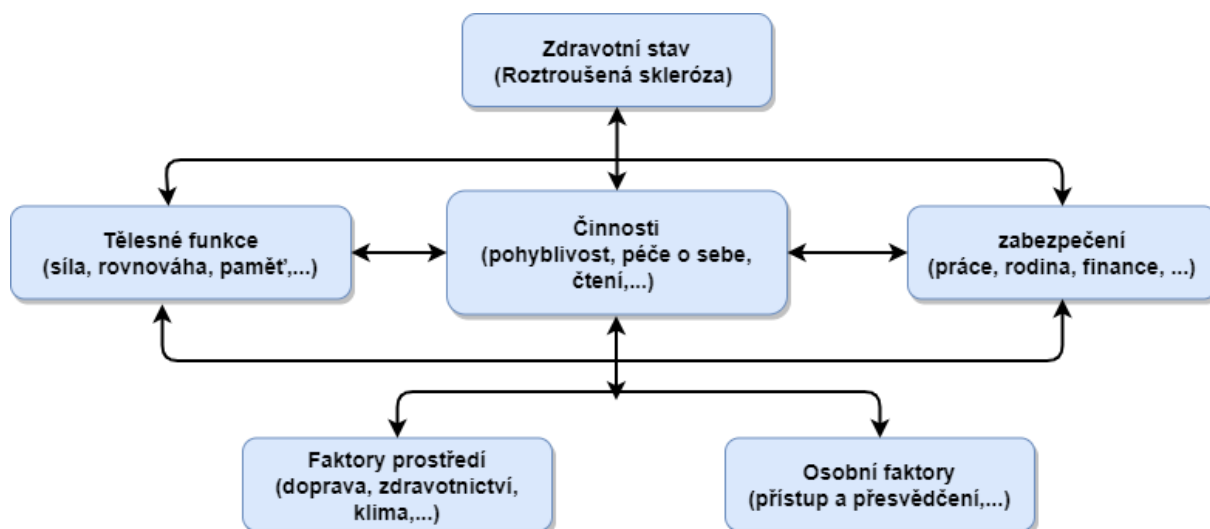 Zdravotní stav
(Roztroušená skleróza)
Tělesné funkce
(síla, rovnováha, paměť,...)
Činnosti
(pohyblivost, péče o sebe,
čtení,...)
zabezpečení
(práce, rodina, finance, ...)
Faktory prostředí
(doprava, zdravotnictví,
klima,...)
Osobní faktory
(přístup a přesvědčení,...)